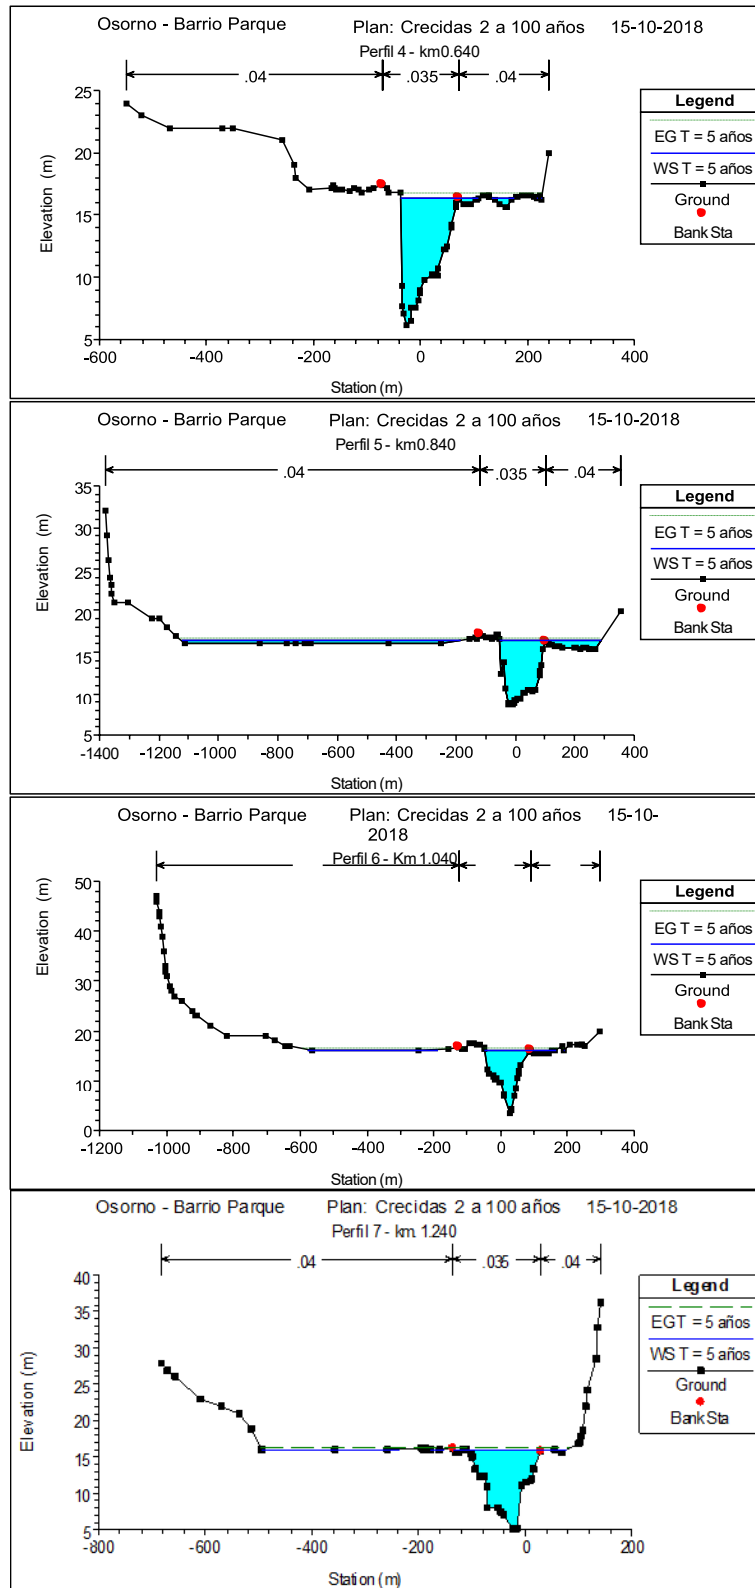 Osorno - Barrio Parque Plan: Crecidas 2 a 100 años 15-10-2018
Perfil 4 - km0.640
.04 .035 .04
Legend
EG T = 5 años
WS T = 5 años
Ground
Bank Sta
Elevation (m)
25
20
15
10
5
-600 -400 -200 0 200 400
Station (m)
Osorno - Barrio Parque Plan: Crecidas 2 a 100 años 15-10-2018
Perfil 5 - km0.840
.04 .035 .04
Legend
EG T = 5 años
WS T = 5 años
Ground
Bank Sta
Elevation (m)
35
30
25
20
15
10
5
-1400 -1200 -1000 -800 -600 -400 -200 0 200 400
Station (m)
Osorno - Barrio Parque Plan: Crecidas 2 a 100 años 15-10-
2018
Perfil 6 - Km 1.040
Legend
EG T = 5 años
WS T = 5 años
Ground
Bank Sta
Elevation (m)
50
40
30
20
10
0
-1200 -1000 -800 -600 -400 -200 0 200 400
Station (m)
Osorno - Barrio Parque Plan: Crecidas 2 a 100 años 15-10-2018
Perfil 7 - km. 1.240
.04 .035 .04
Legend
EG T = 5 años
WS T = 5 años
Ground
Bank Sta
Elevation (m)
40
35
30
25
20
15
10
5
-800 -600 -400 -200 0 200
Station (m)